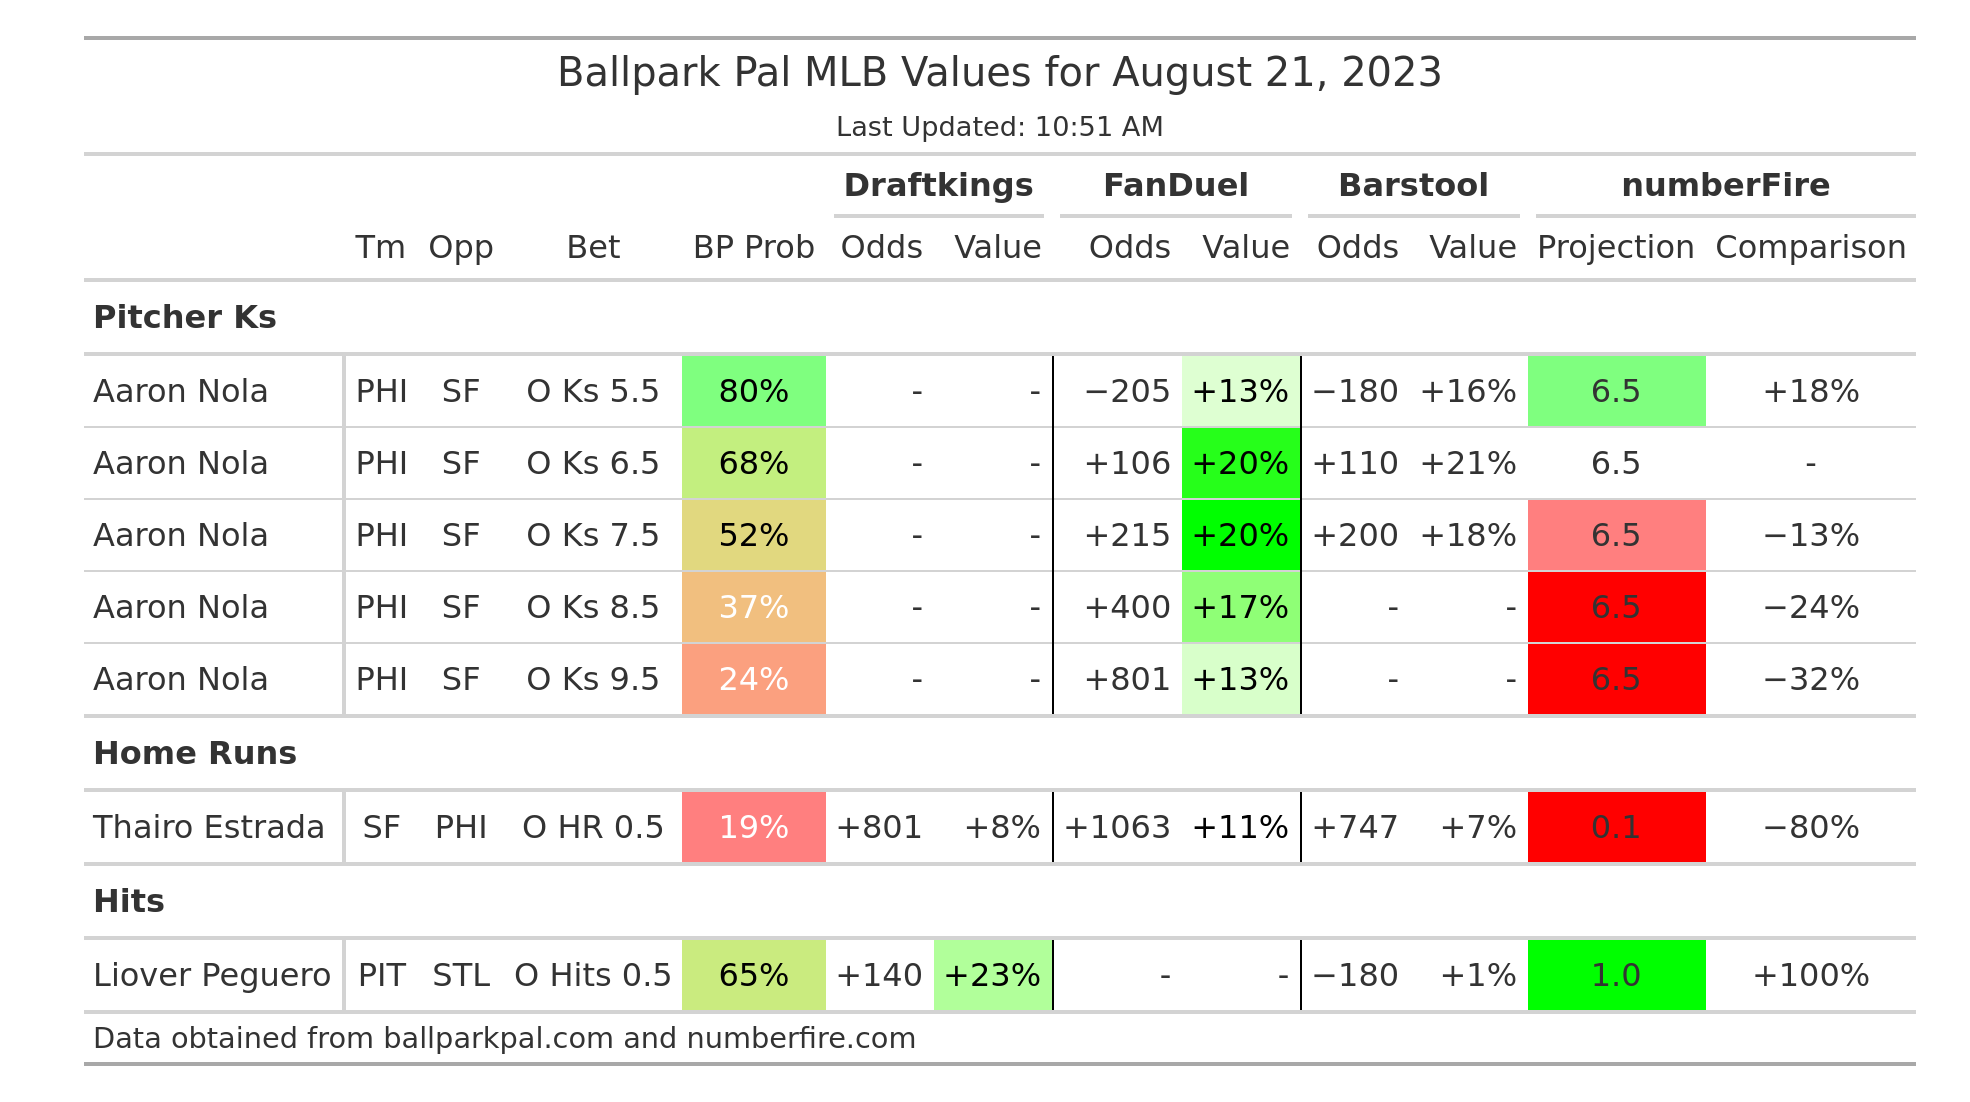 Ballpark Pal MLB Values for August 21, 2023
Last Updated: 10:51 AM
Draftkings FanDuel Barstool numberFire
Tm Opp Bet BP Prob Odds Value Odds Value Odds Value Projection Comparison
Pitcher Ks
Aaron Nola PHI SF O Ks 5.5 80% - - −205 +13% −180 +16% 6.5 +18%
Aaron Nola PHI SF O Ks 6.5 68% - - +106 +20% +110 +21% 6.5 -
Aaron Nola PHI SF O Ks 7.5 52% - - +215 +20% +200 +18% 6.5 −13%
Aaron Nola PHI SF O Ks 8.5 37% - - +400 +17% - - 6.5 −24%
Aaron Nola PHI SF O Ks 9.5 24% - - +801 +13% - - 6.5 −32%
Home Runs
Thairo Estrada SF PHI O HR 0.5 19% +801 +8% +1063 +11% +747 +7% 0.1 −80%
Hits
Liover Peguero PIT STL O Hits 0.5 65% +140 +23% - - −180 +1% 1.0 +100%
Data obtained from ballparkpal.com and numberfire.com